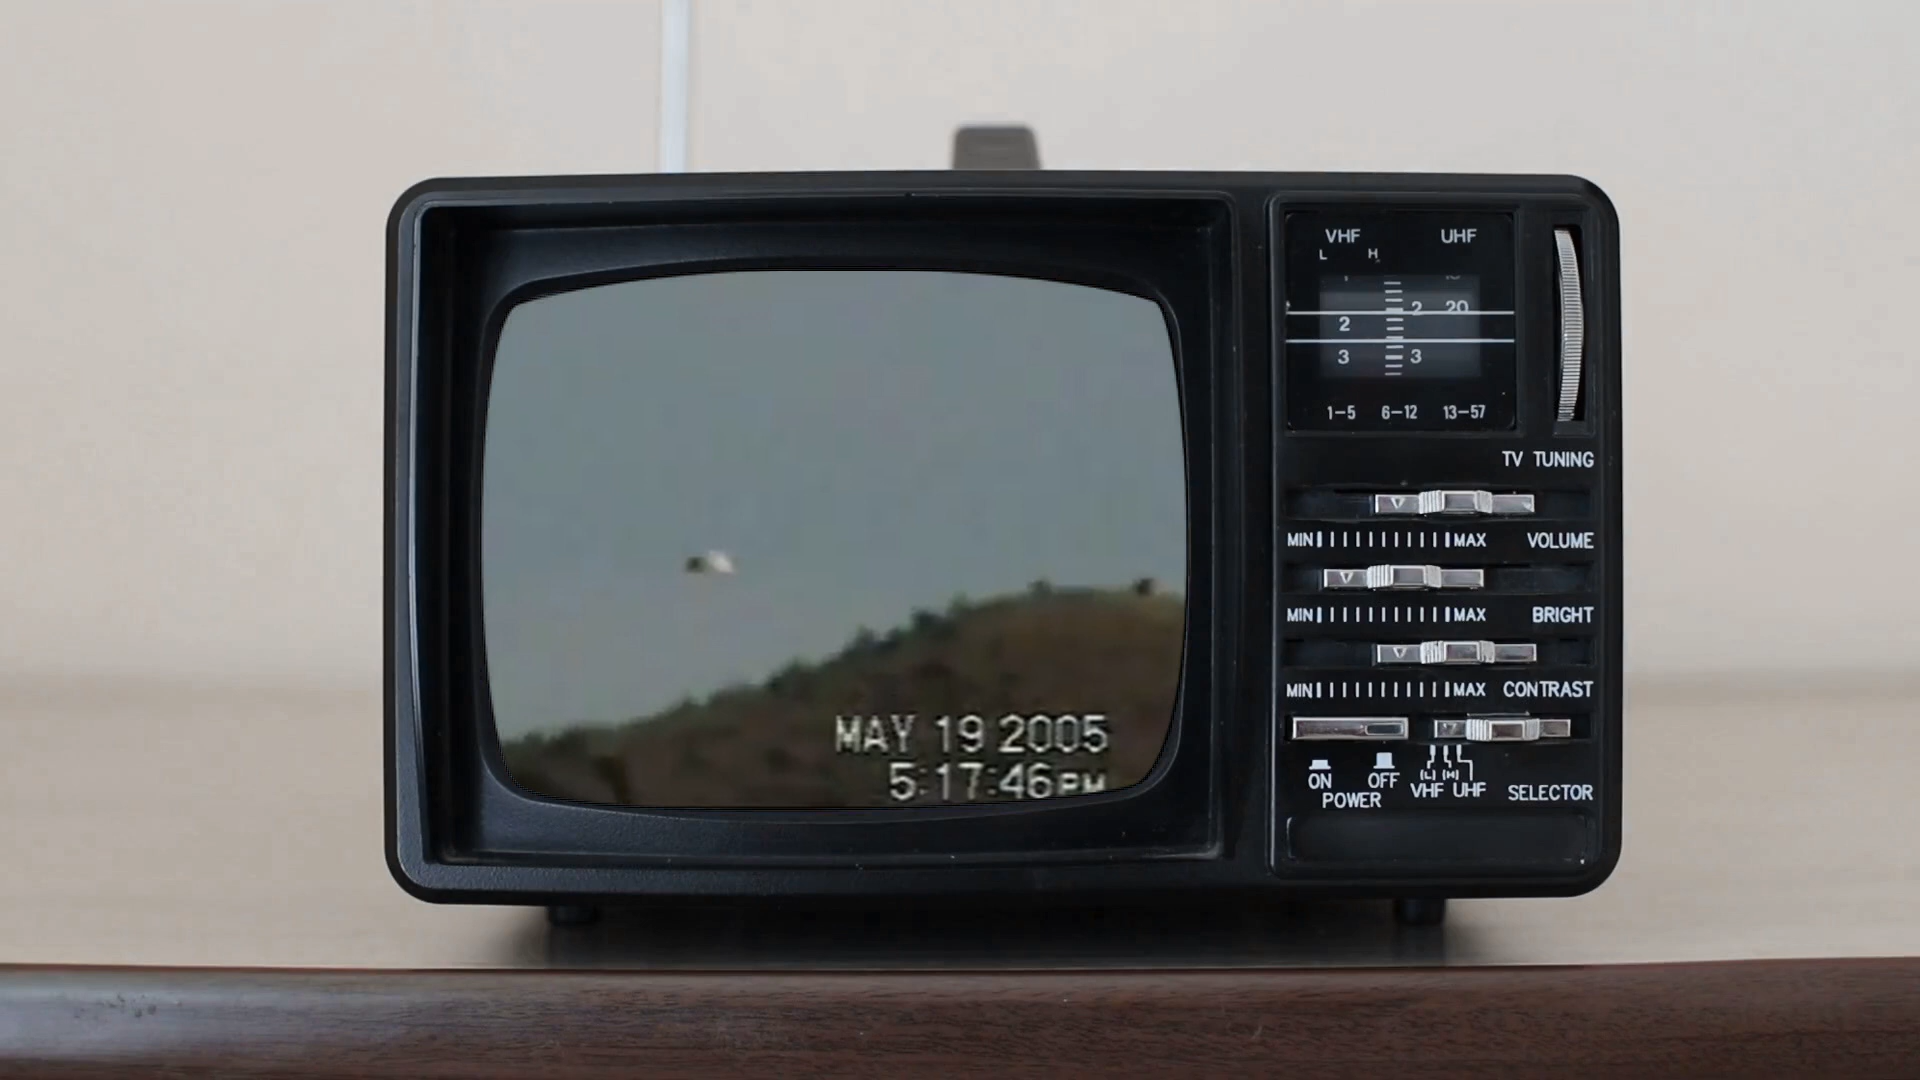 MAY 19 2005
5:17:46PM
VHF UHF
L H
2 20
2
3 3
1-5 6-12 13-57
TV TUNING
MIN MAX VOLUME
MIN MAX BRIGHT
MIN MAX CONTRAST
ON OFF (L) (H)
POWER VHF UHF SELECTOR